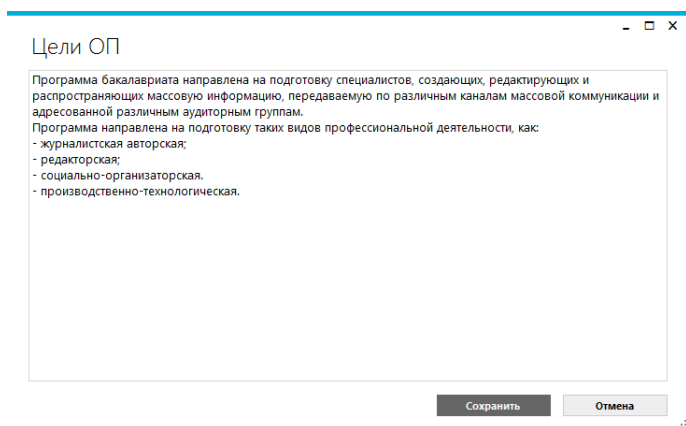 Цели ОП
Программа бакалавриата направлена на подготовку специалистов, создающих, редактирующих и
распространяющих массовую информацию, передаваемую по различным каналам массовой коммуникации и
адресованной различным аудиторным группам.
Программа направлена на подготовку таких видов профессиональной деятельности, как:
- журналистская авторская;
- редакторская;
- социально-организаторская.
- производственно-технологическая.
Сохранить
Отмена